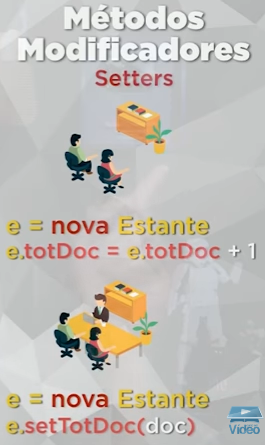 Métodos
Modificadores
Setters
e = nova Estante
e.totDoc = e.totDoc + 1
e = nova Estante
e.setTotDoc(doc)
Vídeo